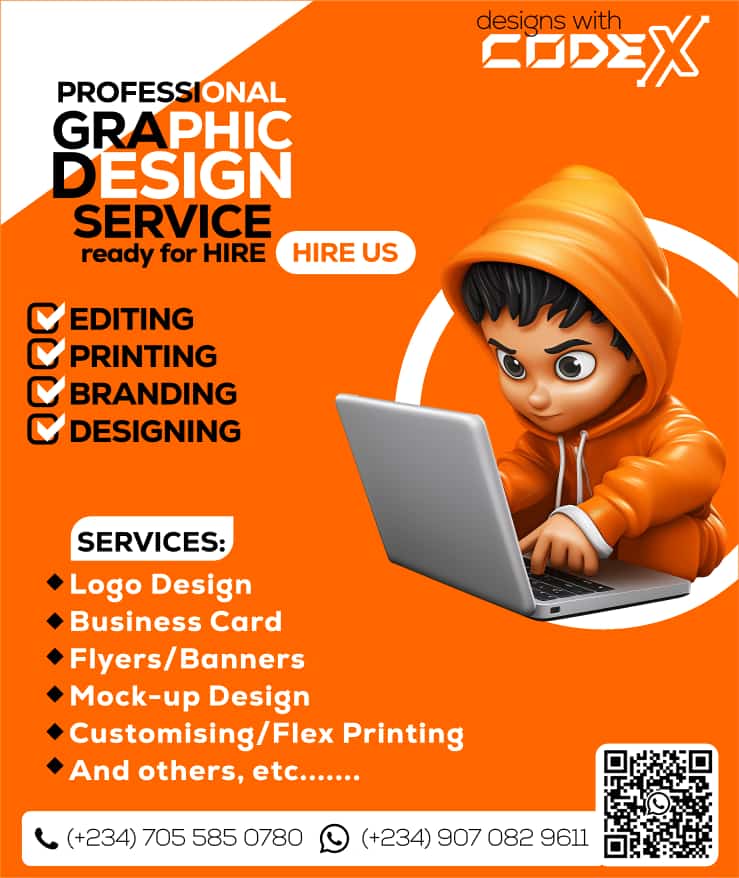 designs with
CODEX
PROFESSIONAL
GRAPHIC
DESIGN
SERVICE
ready for HIRE
HIRE US
EDITING
PRINTING
BRANDING
DESIGNING
SERVICES:
Logo Design
Business Card
Flyers/Banners
Mock-up Design
Customising/Flex Printing
And others, etc.......
(+234) 705 585 0780 (+234) 907 082 9611